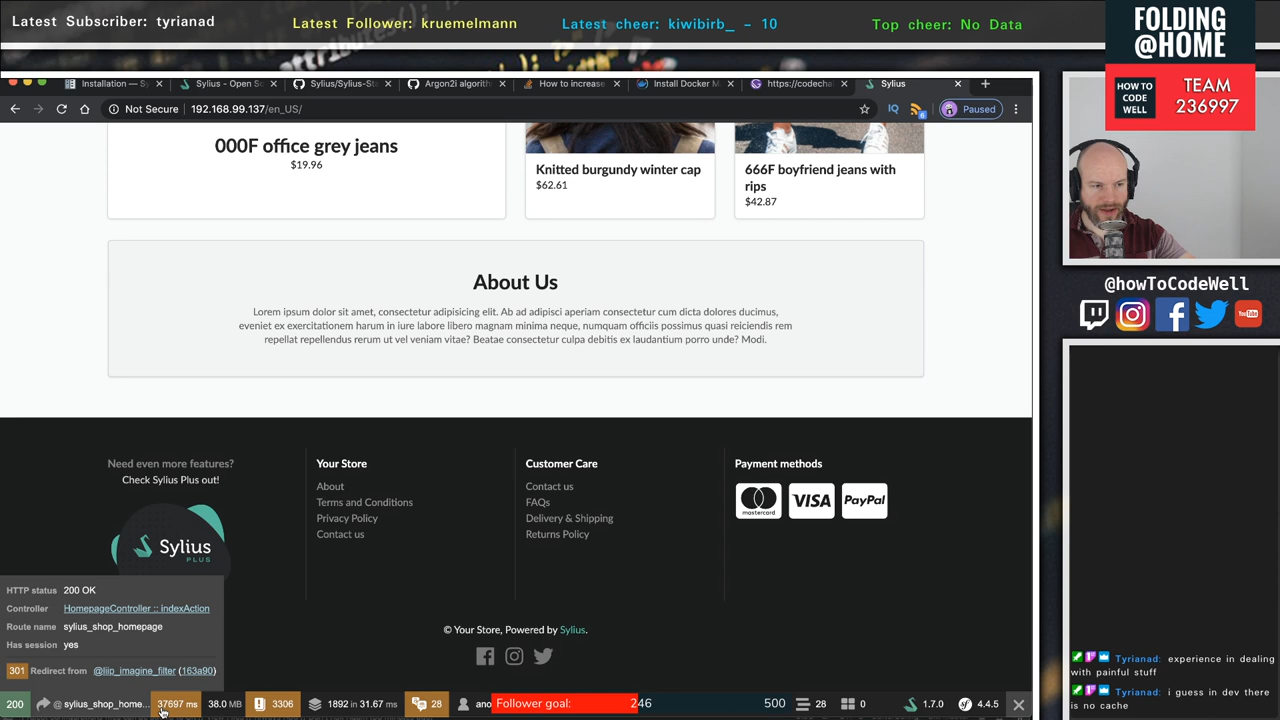 Latest Subscriber: tyrianad
Latest Follower: kruemelmann
Latest cheer: kiwibirb_ - 10
Top cheer: No Data
FOLDING
@HOME
HOW TO
CODE
WELL
TEAM
236997
Installation — Sy
Sylius - Open So
Sylius/Sylius-Sta
Argon2i algorith
How to increase
Install Docker M
https://codecha
Sylius
Not Secure
192.168.99.137/en_US/
Paused
000F office grey jeans
$19.96
Knitted burgundy winter cap
$62.61
666F boyfriend jeans with
rips
$42.87
About Us
Lorem ipsum dolor sit amet, consectetur adipisicing elit. Ab ad adipisci aperiam consectetur cum dicta dolores ducimus,
eveniet ex exercitationem harum in iure labore libero magnam minima neque, numquam officiis possimus quasi reiciendis rem
repellat repellendus rerum ut vel veniam vitae? Beatae consectetur culpa debitis ex laudantium porro unde? Modi.
@howToCodeWell
Need even more features?
Check Sylius Plus out!
Sylius
PLUS
Your Store
About
Terms and Conditions
Privacy Policy
Contact us
Customer Care
Contact us
FAQs
Delivery & Shipping
Returns Policy
Payment methods
mastercard
VISA
PayPal
© Your Store, Powered by Sylius.
HTTP status 200 OK
Controller HomepageController :: indexAction
Route name sylius_shop_homepage
Has session yes
301 Redirect from @liip_imagine_filter (163a90)
200 @ sylius_shop_home... 37697 ms 38.0 MB 3306 1892 in 31.67 ms 28 ano
Follower goal: 246 500
28 0 1.7.0 4.4.5
Tyrianad: experience in dealing
with painful stuff
Tyrianad: i guess in dev there
is no cache